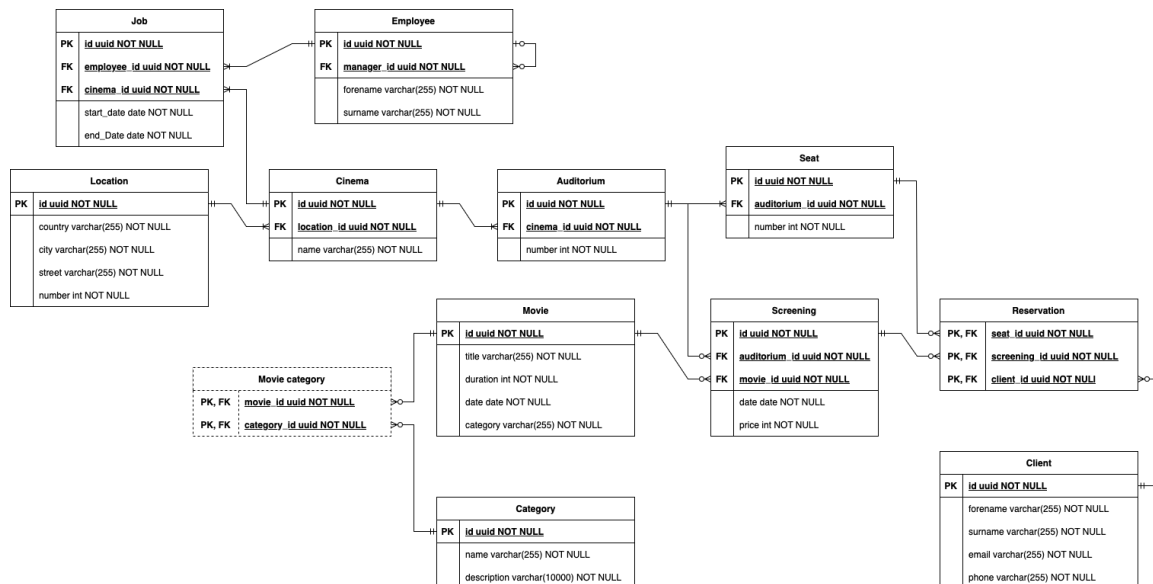 Job
PK id uuid NOT NULL
FK employee_id uuid NOT NULL
FK cinema_id uuid NOT NULL
start_date date NOT NULL
end_Date date NOT NULL
Employee
PK id uuid NOT NULL
FK manager_id uuid NOT NULL
forename varchar(255) NOT NULL
surname varchar(255) NOT NULL
Location
PK id uuid NOT NULL
country varchar(255) NOT NULL
city varchar(255) NOT NULL
street varchar(255) NOT NULL
number int NOT NULL
Cinema
PK id uuid NOT NULL
FK location_id uuid NOT NULL
name varchar(255) NOT NULL
Auditorium
PK id uuid NOT NULL
FK cinema_id uuid NOT NULL
number int NOT NULL
Seat
PK id uuid NOT NULL
FK auditorium_id uuid NOT NULL
number int NOT NULL
Movie
PK id uuid NOT NULL
title varchar(255) NOT NULL
duration int NOT NULL
date date NOT NULL
category varchar(255) NOT NULL
Screening
PK id uuid NOT NULL
FK auditorium_id uuid NOT NULL
FK movie_id uuid NOT NULL
date date NOT NULL
price int NOT NULL
Reservation
PK, FK seat_id uuid NOT NULL
PK, FK screening_id uuid NOT NULL
PK, FK client_id uuid NOT NULl
Movie category
PK, FK movie_id uuid NOT NULL
PK, FK category_id uuid NOT NULL
Category
PK id uuid NOT NULL
name varchar(255) NOT NULL
description varchar(10000) NOT NULL
Client
PK id uuid NOT NULL
forename varchar(255) NOT NULL
surname varchar(255) NOT NULL
email varchar(255) NOT NULL
phone varchar(255) NOT NULL